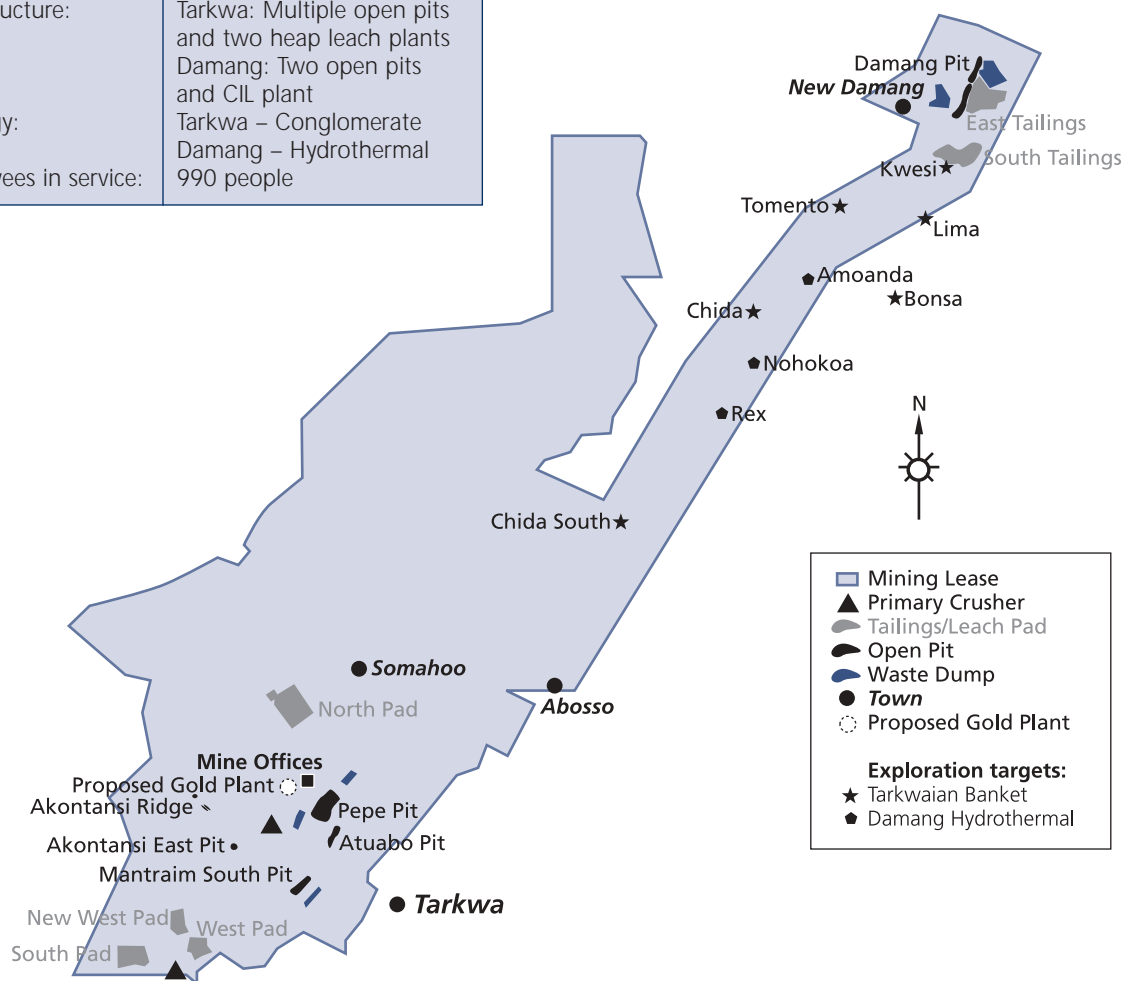 Tarkwa: Multiple open pits
and two heap leach plants
Damang: Two open pits
and CIL plant
Tarkwa – Conglomerate
Damang – Hydrothermal
990 people
in service:
Damang Pit
New Damang
East Tailings
South Tailings
Kwesi
Tomento
Lima
Amoanda
Bonsa
Chida
Nohokoa
Rex
N
Chida South
Mining Lease
Primary Crusher
Tailings/Leach Pad
Open Pit
Waste Dump
Town
Proposed Gold Plant
Exploration targets:
Tarkwaian Banket
Damang Hydrothermal
Somahoo
North Pad
Abosso
Mine Offices
Proposed Gold Plant
Akontansi Ridge
Pepe Pit
Akontansi East Pit
Atuabo Pit
Mantraim South Pit
Tarkwa
New West Pad
West Pad
South Pad